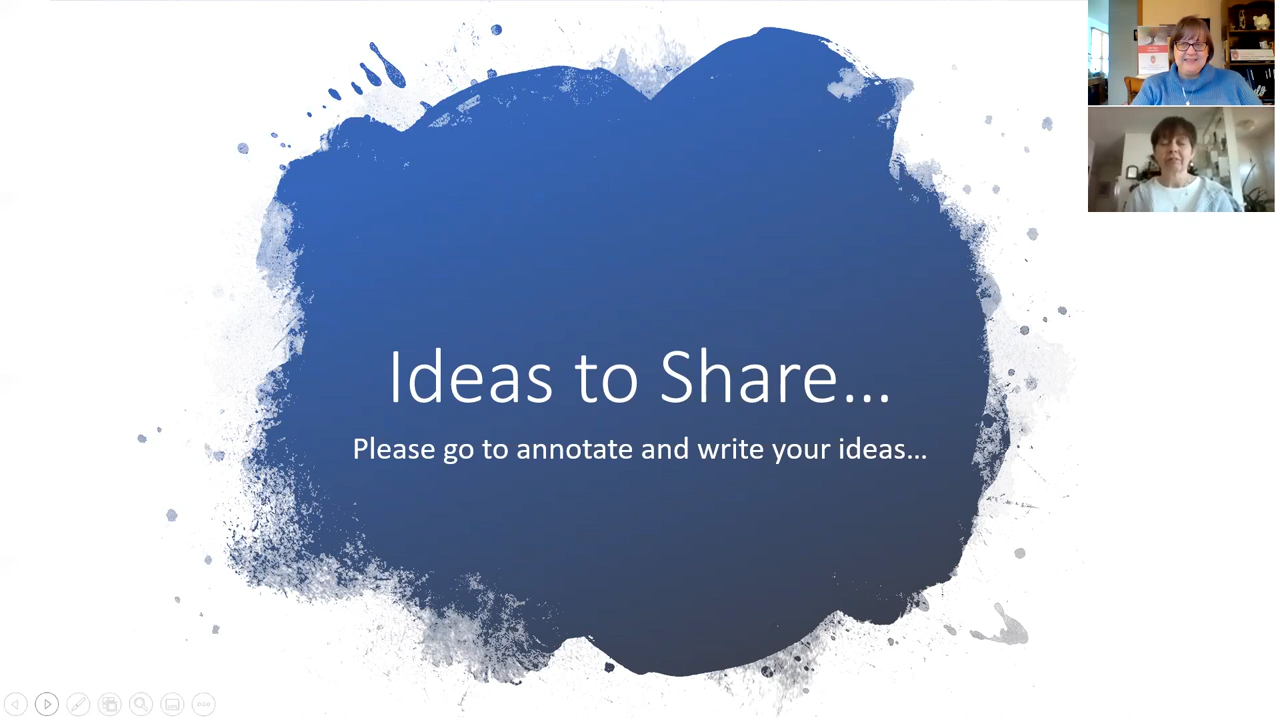 Ideas to Share...
Please go to annotate and write your ideas...